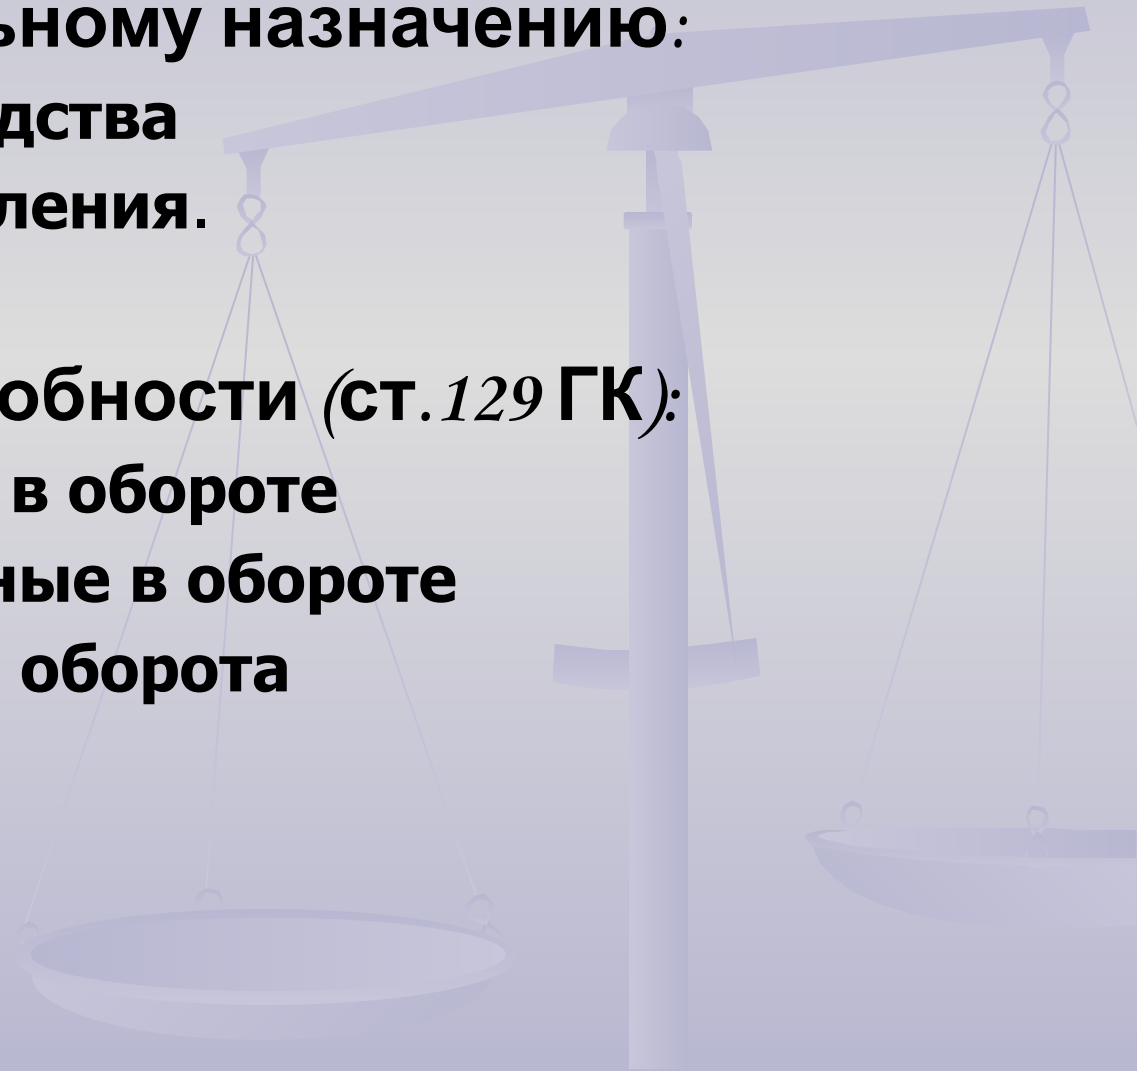 ьному назначению:
дства
ления.
обности (ст.129 ГК):
в обороте
ные в обороте
оборота